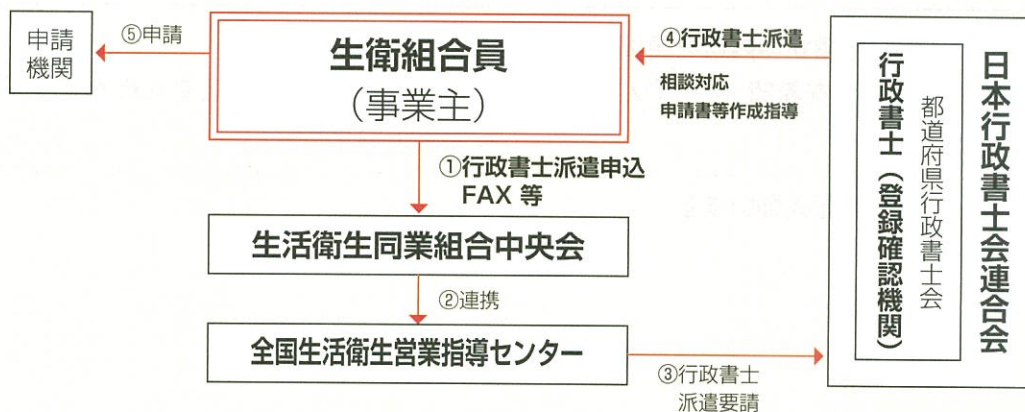 申請
機関
⑤申請
生衛組合員
（事業主）
④行政書士派遣
相談対応
申請書等作成指導
①行政書士派遣申込
FAX 等
生活衛生同業組合中央会
②連携
全国生活衛生営業指導センター
③行政書士
派遣要請
日本行政書士会連合会
都道府県行政書士会
行政書士（登録確認機関）